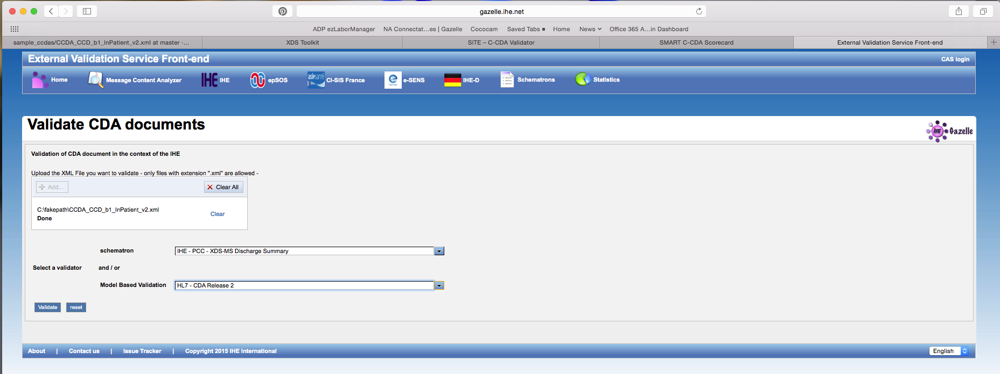 gazelle.ihe.net
ADP ezLaborManager NA Connectat...es | Gazelle Cococam Saved Tabs Home News Office 365 A...in Dashboard
sample_ccdas/CCDA_CCD_b1_InPatient_v2.xml at master ·... XDS Toolkit SITE – C-CDA Validator SMART C-CDA Scorecard External Validation Service Front-end
External Validation Service Front-end CAS login
Home Message Content Analyzer IHE IHE epSOS asipsanté CI-SIS France e SENS e-SENS IHE-D Schematrons Statistics
Validate CDA documents
IHE Gazelle
Validation of CDA document in the context of the IHE
Upload the XML File you want to validate - only files with extension ".xml" are allowed -
Add... Clear All
C:\fakepath\CCDA_CCD_b1_InPatient_v2.xml
Done Clear
schematron IHE - PCC - XDS-MS Discharge Summary
Select a validator and / or
Model Based Validation HL7 - CDA Release 2
Validate reset
About | Contact us | Issue Tracker | Copyright 2015 IHE International English